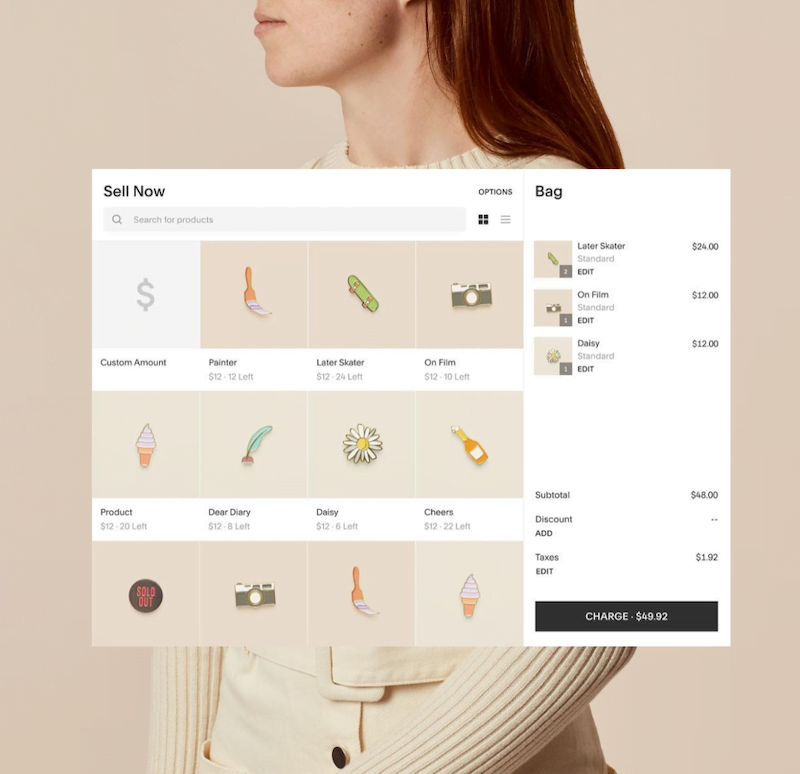 Sell Now
OPTIONS
Search for products
$
Custom Amount
Painter
$12 · 12 Left
Later Skater
$12 · 24 Left
On Film
$12 · 10 Left
Product
$12 · 20 Left
Dear Diary
$12 · 8 Left
Daisy
$12 · 6 Left
Cheers
$12 · 22 Left
SOLD
OUT
Bag
Later Skater
$24.00
Standard
2
EDIT
On Film
$12.00
Standard
1
EDIT
Daisy
$12.00
Standard
1
EDIT
Subtotal
$48.00
Discount
--
ADD
Taxes
$1.92
EDIT
CHARGE · $49.92